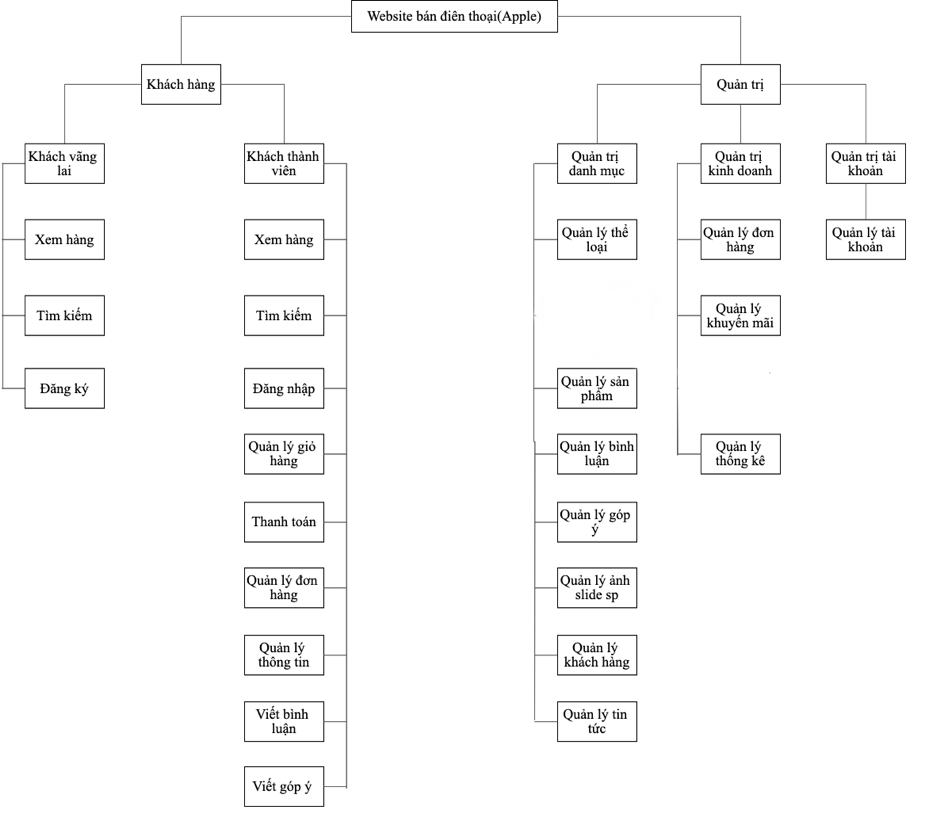 Website bán điên thoại(Apple)
Khách hàng
Quản trị
Khách vãng
lai
Khách thành
viên
Quản trị
danh mục
Quản trị
kinh doanh
Quản trị tài
khoản
Xem hàng
Xem hàng
Quản lý thể
loại
Quản lý đơn
hàng
Quản lý tài
khoản
Tìm kiếm
Tìm kiếm
Quản lý
khuyến mãi
Đăng ký
Đăng nhập
Quản lý sản
phẩm
Quản lý giỏ
hàng
Quản lý bình
luận
Quản lý
thống kê
Thanh toán
Quản lý góp
ý
Quản lý đơn
hàng
Quản lý ảnh
slide sp
Quản lý
thông tin
Quản lý
khách hàng
Viết bình
luận
Quản lý tin
tức
Viết góp ý